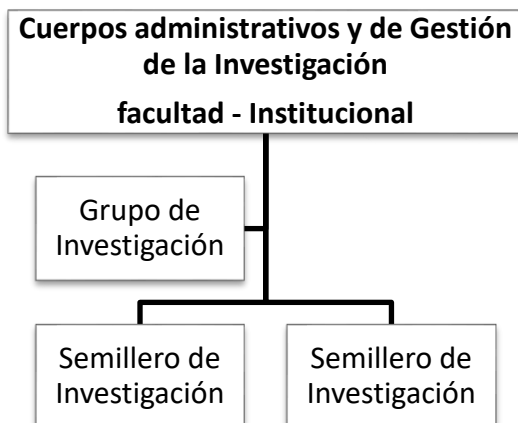 Cuerpos administrativos y de Gestión
de la Investigación
facultad - Institucional
Grupo de
Investigación
Semillero de
Investigación
Semillero de
Investigación